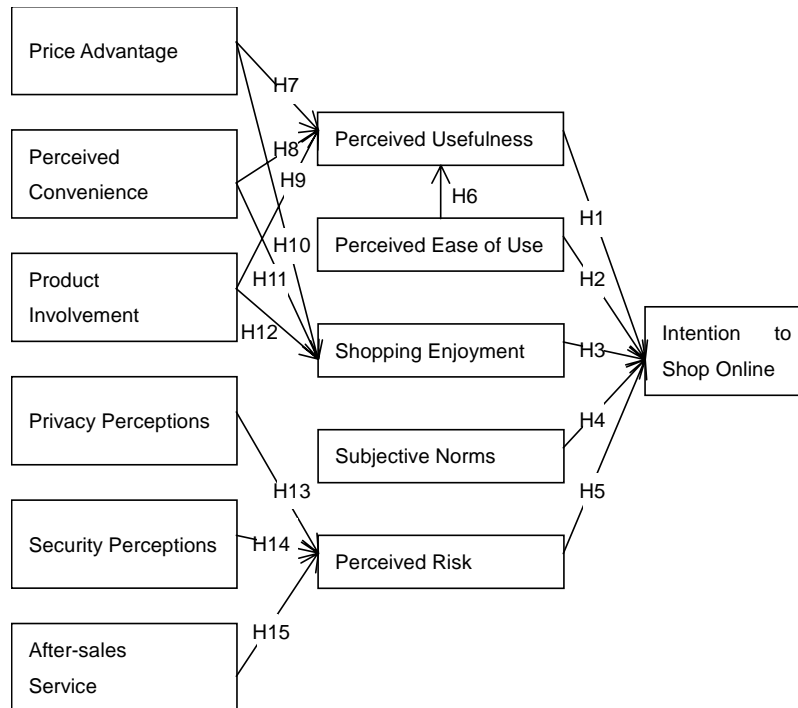 Price Advantage
H7
Perceived Usefulness
Perceived
Convenience
H8
H9
H6
H1
Perceived Ease of Use
H10
H2
H11
Product
Involvement
H12
Shopping Enjoyment
H3
Intention to
Shop Online
Privacy Perceptions
Subjective Norms
H4
H13
H5
Security Perceptions
H14
Perceived Risk
H15
After-sales
Service